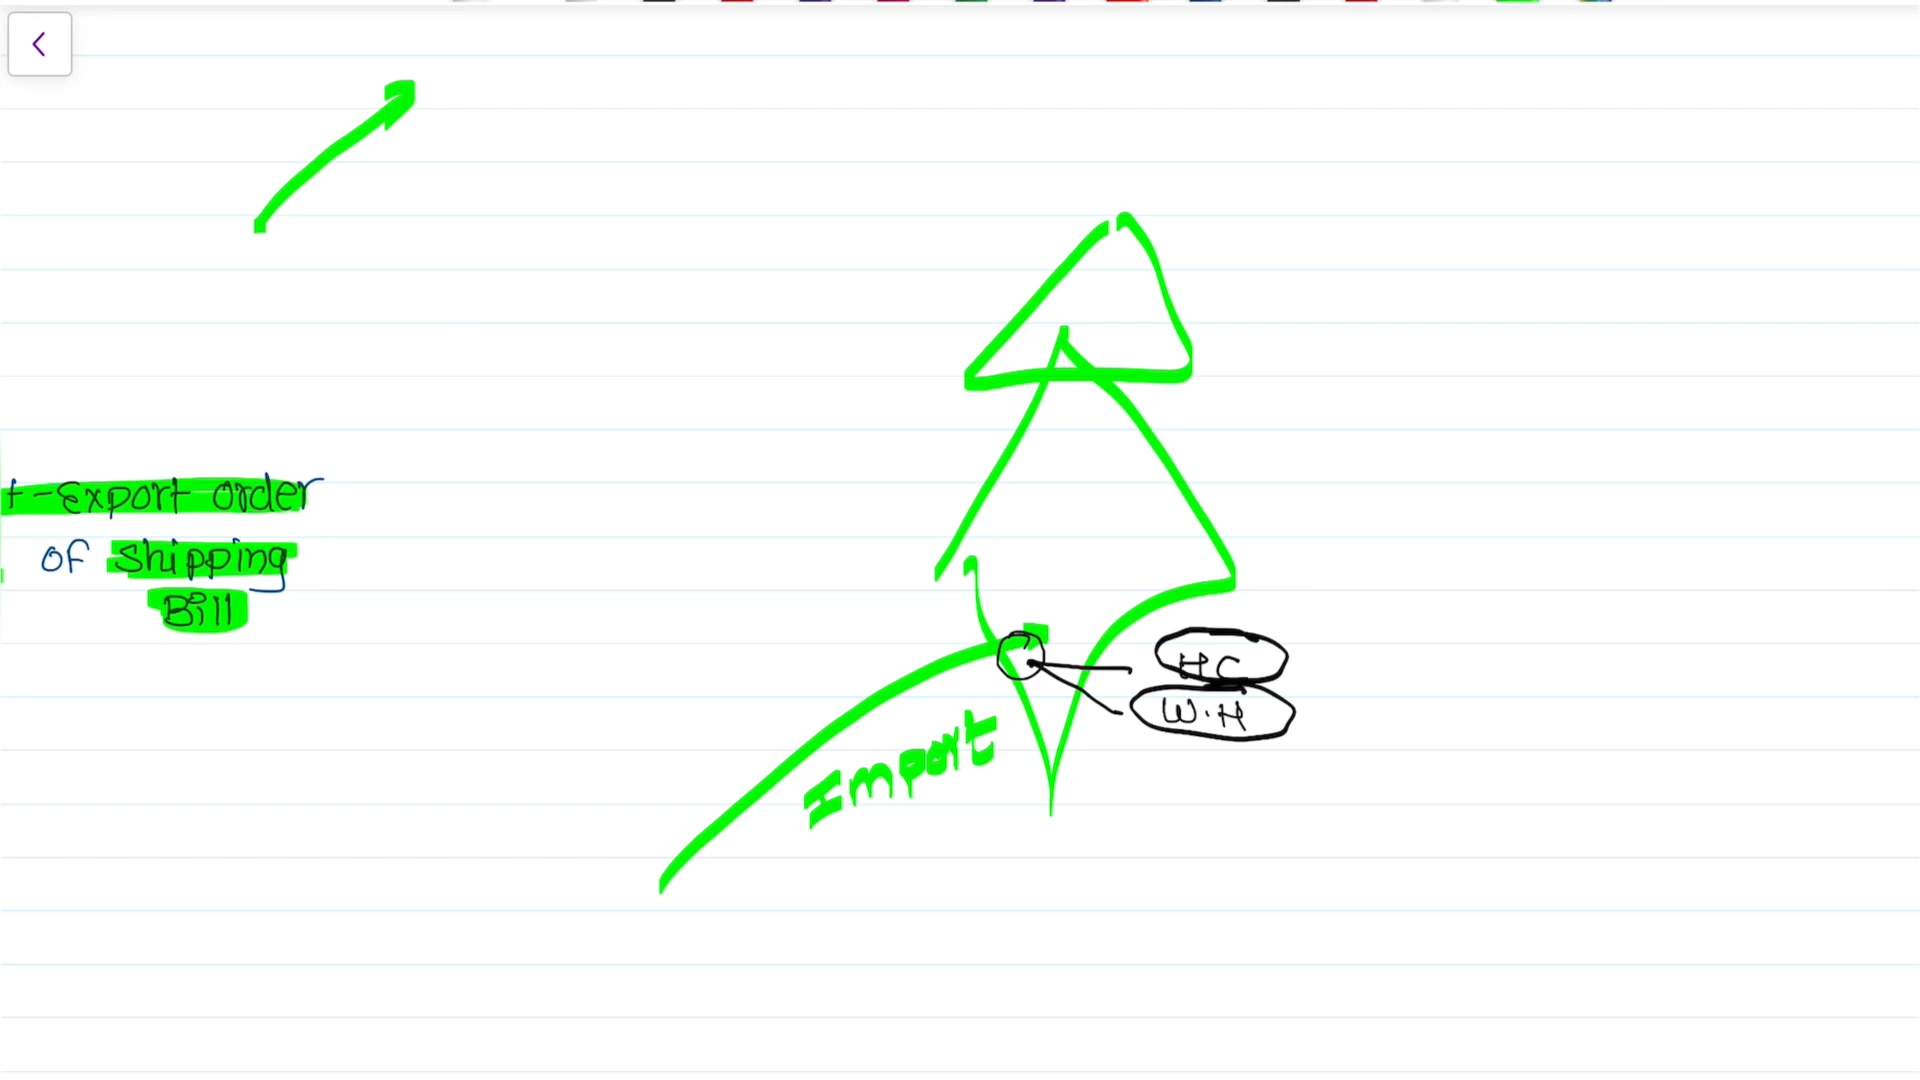 t-Export order
of Shipping
Bill
HC
W.H
Import